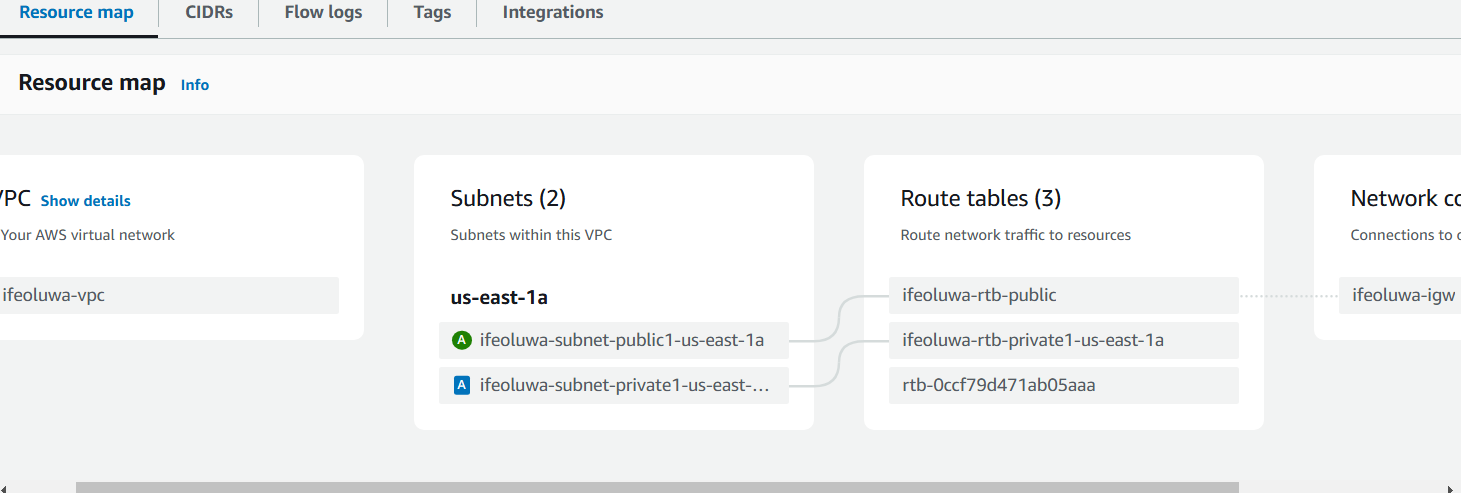 Resource map
CIDRs
Flow logs
Tags
Integrations
Resource map Info
VPC Show details
Your AWS virtual network
ifeoluwa-vpc
Subnets (2)
Subnets within this VPC
us-east-1a
A ifeoluwa-subnet-public1-us-east-1a
A ifeoluwa-subnet-private1-us-east-...
Route tables (3)
Route network traffic to resources
ifeoluwa-rtb-public
ifeoluwa-rtb-private1-us-east-1a
rtb-0ccf79d471ab05aaa
Network co
Connections to
ifeoluwa-igw